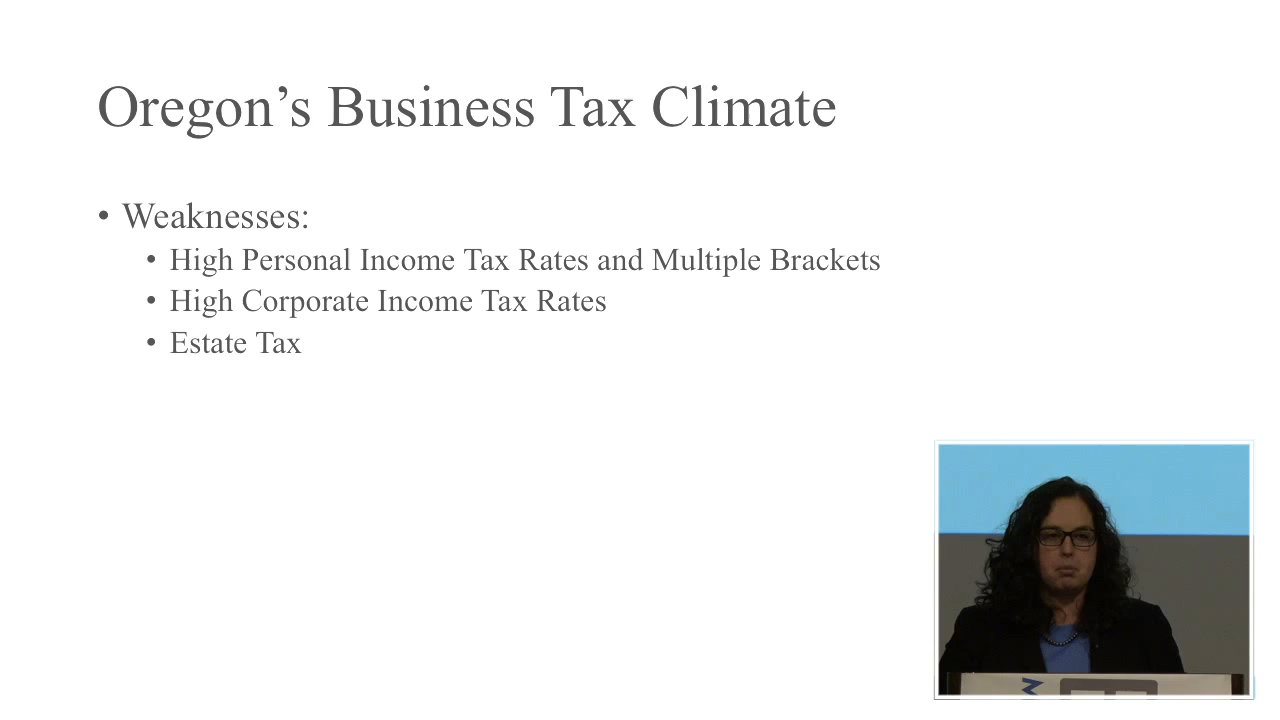 Oregon’s Business Tax Climate
• Weaknesses:
• High Personal Income Tax Rates and Multiple Brackets
• High Corporate Income Tax Rates
• Estate Tax